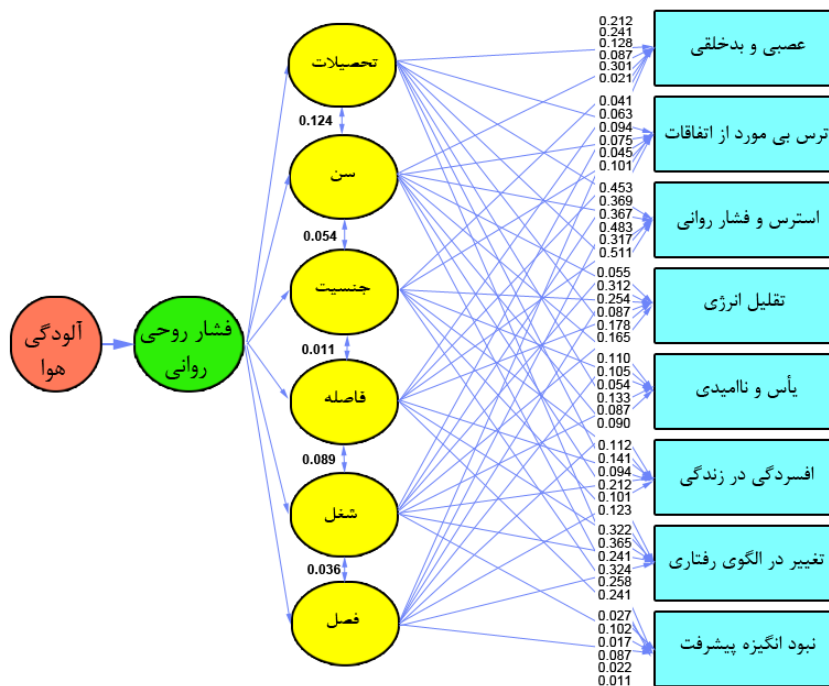 آلودگی
هوا
فشار روحی
روانی
تحصیلات
0.124
سن
0.054
جنسیت
0.011
فاصله
0.089
شغل
0.036
فصل
0.212
0.241
0.128
0.087
0.301
0.021
0.041
0.063
0.094
0.075
0.045
0.101
0.453
0.369
0.367
0.483
0.317
0.511
0.055
0.312
0.254
0.087
0.178
0.165
0.110
0.105
0.054
0.133
0.087
0.090
0.112
0.141
0.094
0.212
0.101
0.123
0.322
0.365
0.241
0.324
0.258
0.241
0.027
0.102
0.017
0.087
0.022
0.011
عصبی و بدخلقی
ترس بی مورد از اتفاقات
استرس و فشار روانی
تقلیل انرژی
یأس و ناامیدی
افسردگی در زندگی
تغییر در الگوی رفتاری
نبود انگیزه پیشرفت